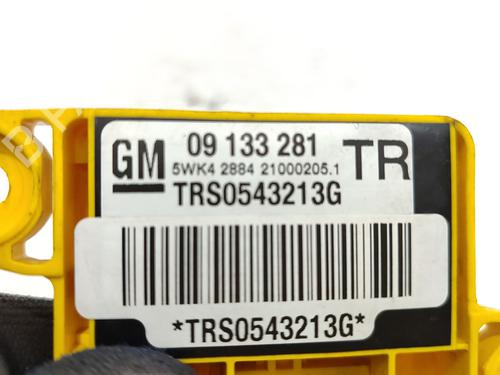 GM
09 133 281
5WK4 2884 21000205.1
TR
TRS0543213G
*TRS0543213G*